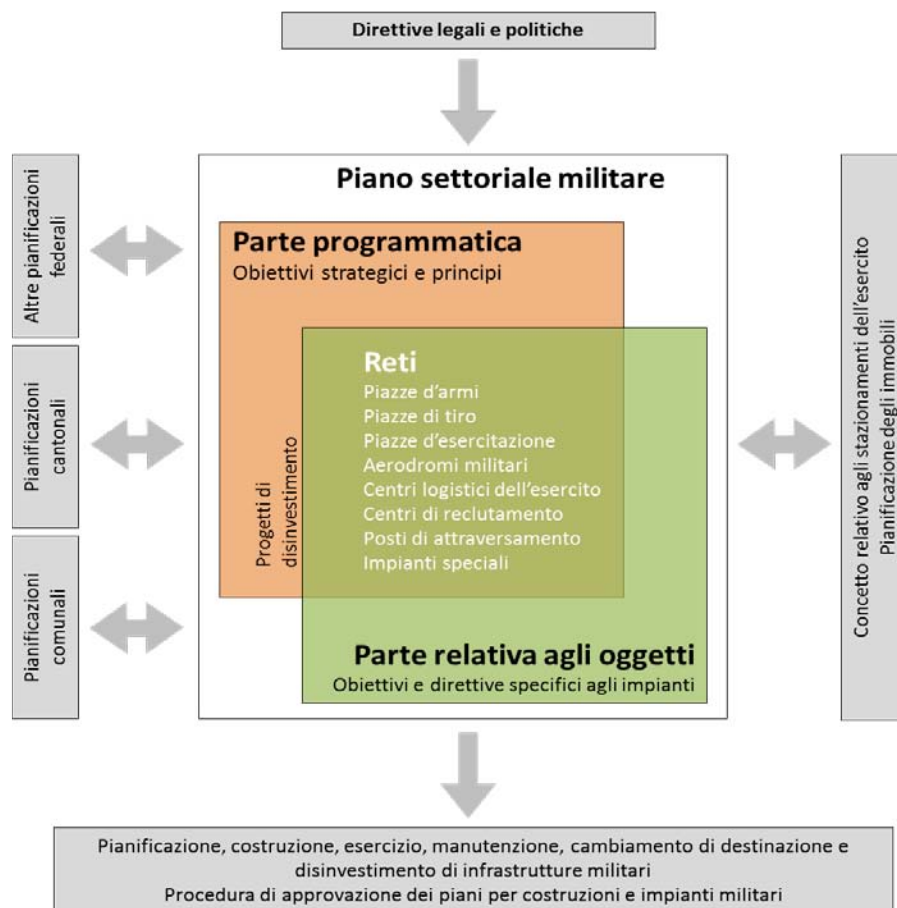 Direttive legali e politiche
Piano settoriale militare
Altre pianificazioni
federali
Pianificazioni
cantonali
Pianificazioni
comunali
Parte programmatica
Obiettivi strategici e principi
Reti
Piazze d'armi
Piazze di tiro
Piazze d'esercitazione
Aerodromi militari
Centri logistici dell'esercito
Centri di reclutamento
Posti di attraversamento
Impianti speciali
Progetti di
disinvestimento
Parte relativa agli oggetti
Obiettivi e direttive specifici agli impianti
Concetto relativo agli stazionamenti dell'esercito
Pianificazione degli immobili
Pianificazione, costruzione, esercizio, manutenzione, cambiamento di destinazione e
disinvestimento di infrastrutture militari
Procedura di approvazione dei piani per costruzioni e impianti militari